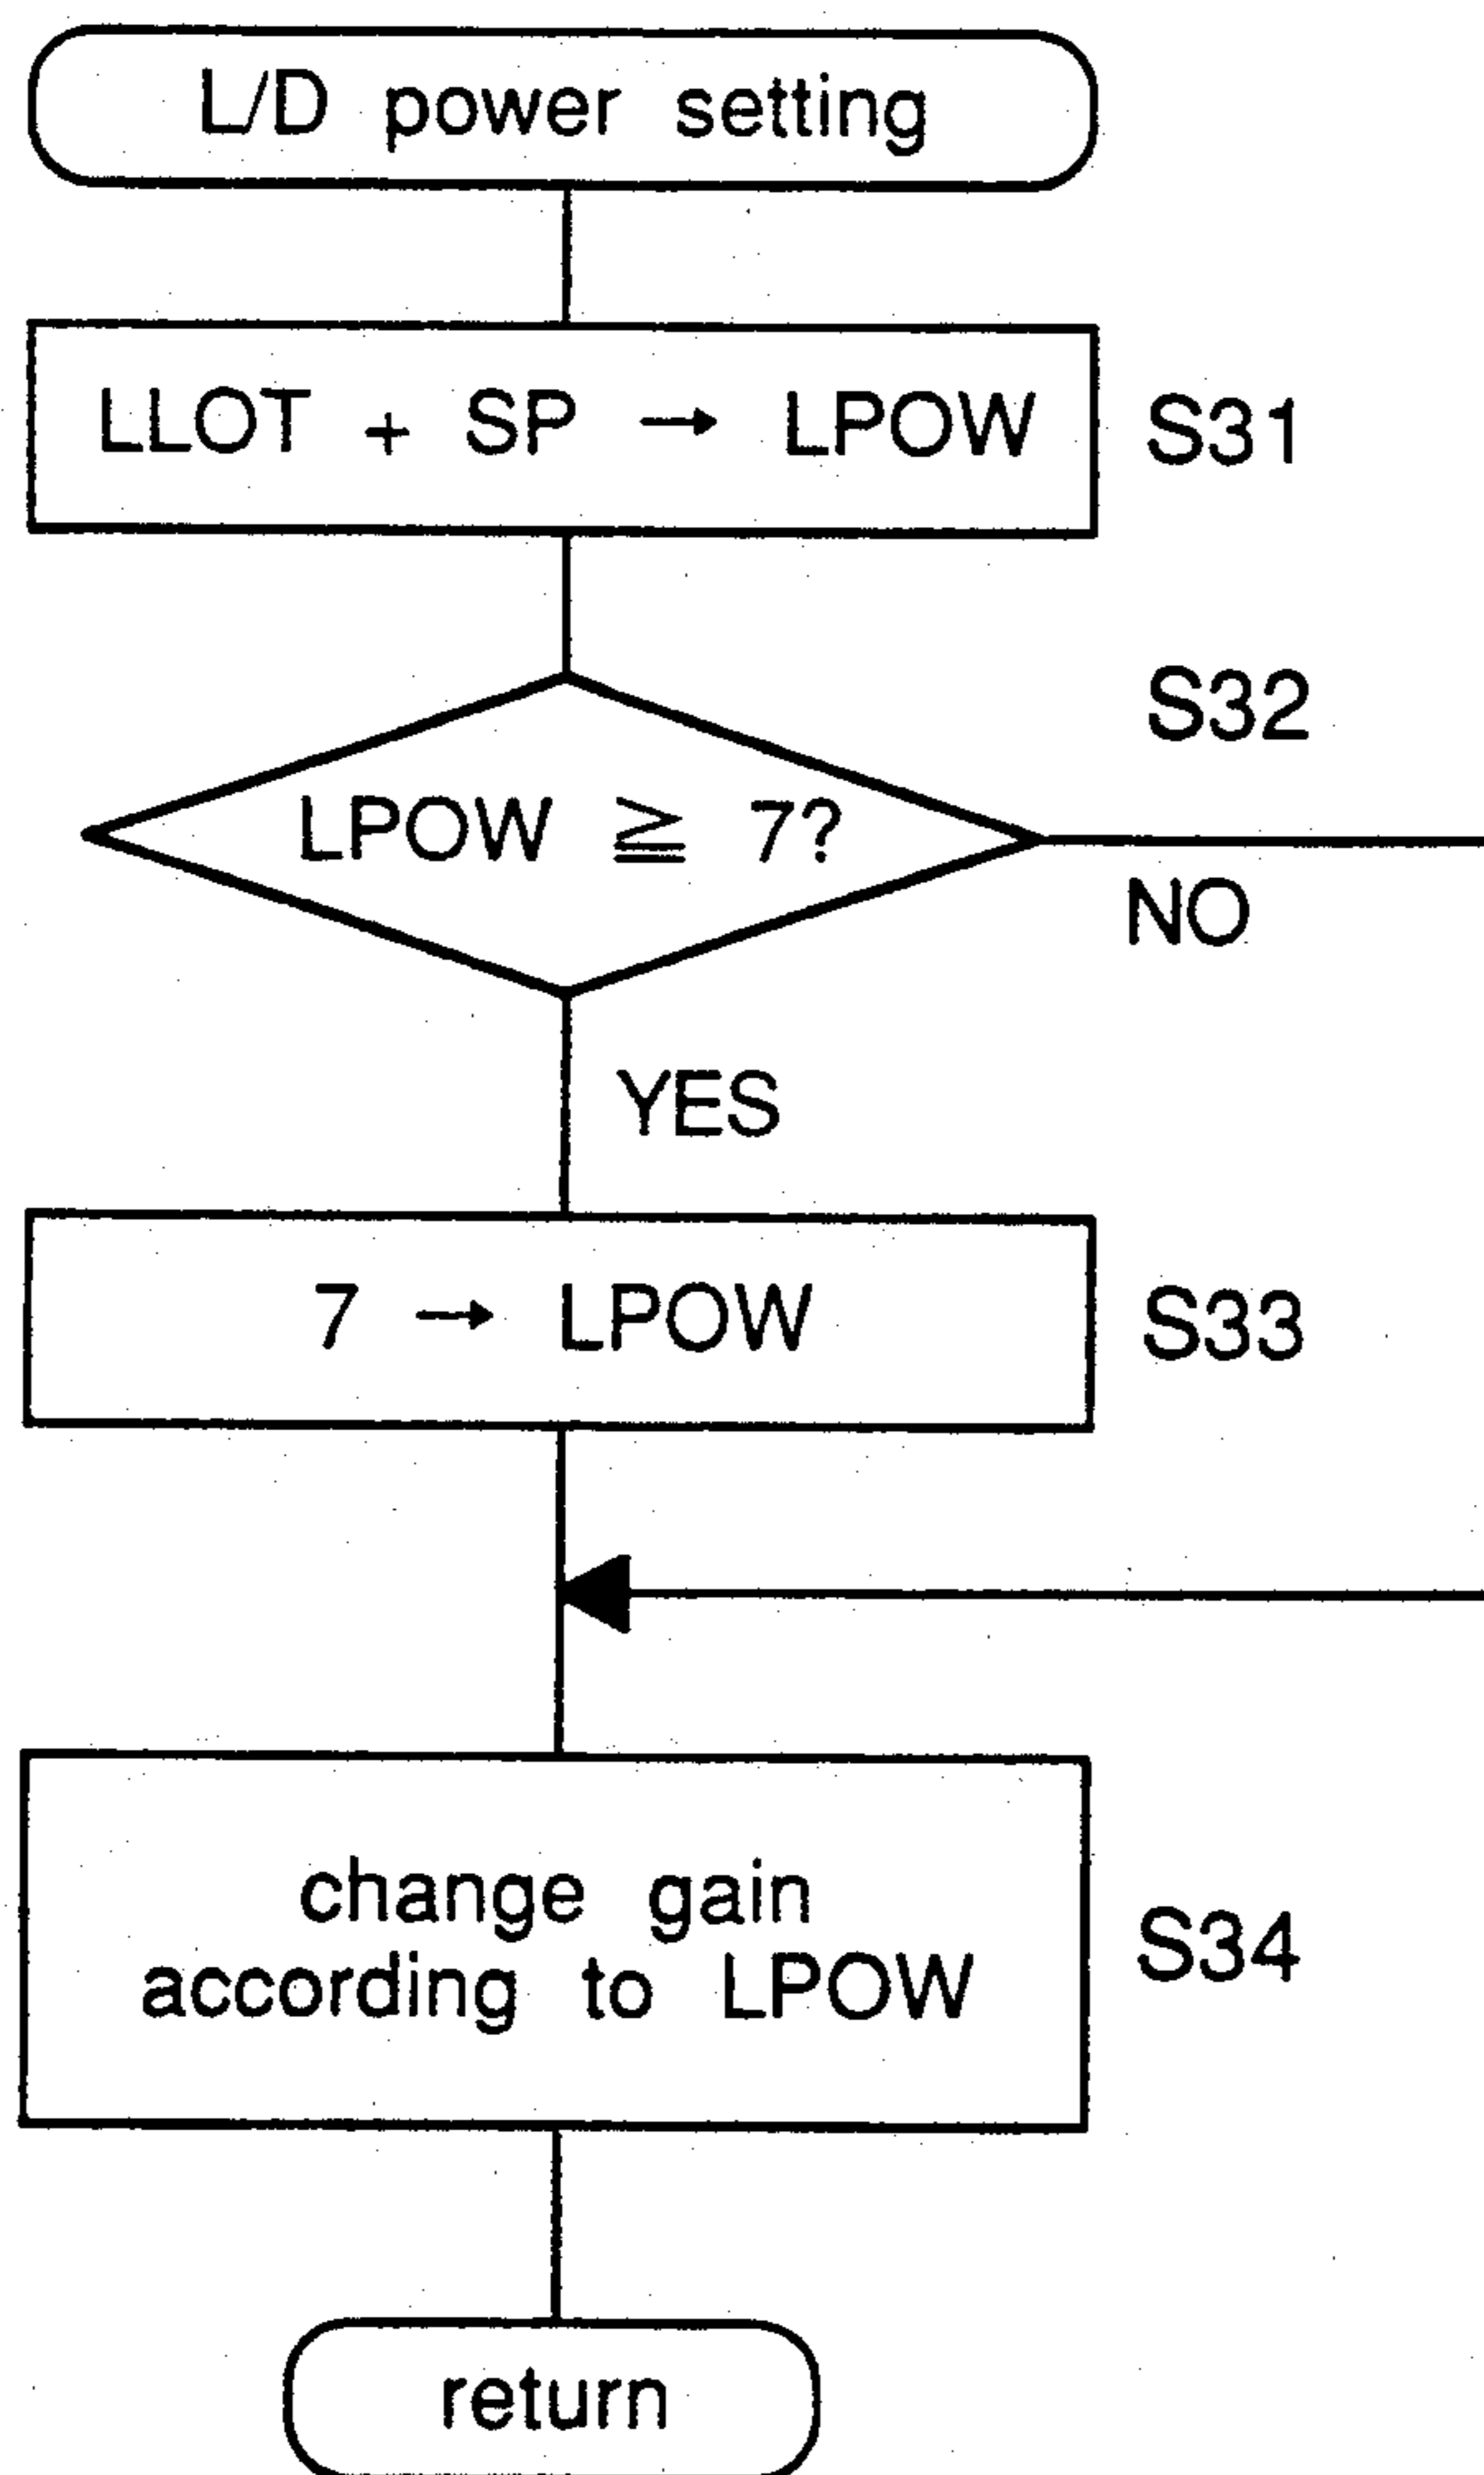 L/D power setting
LLOT + SP → LPOW
S31
S32
LPOW ≧ 7?
NO
YES
7 → LPOW
S33
change gain
according to LPOW
S34
return